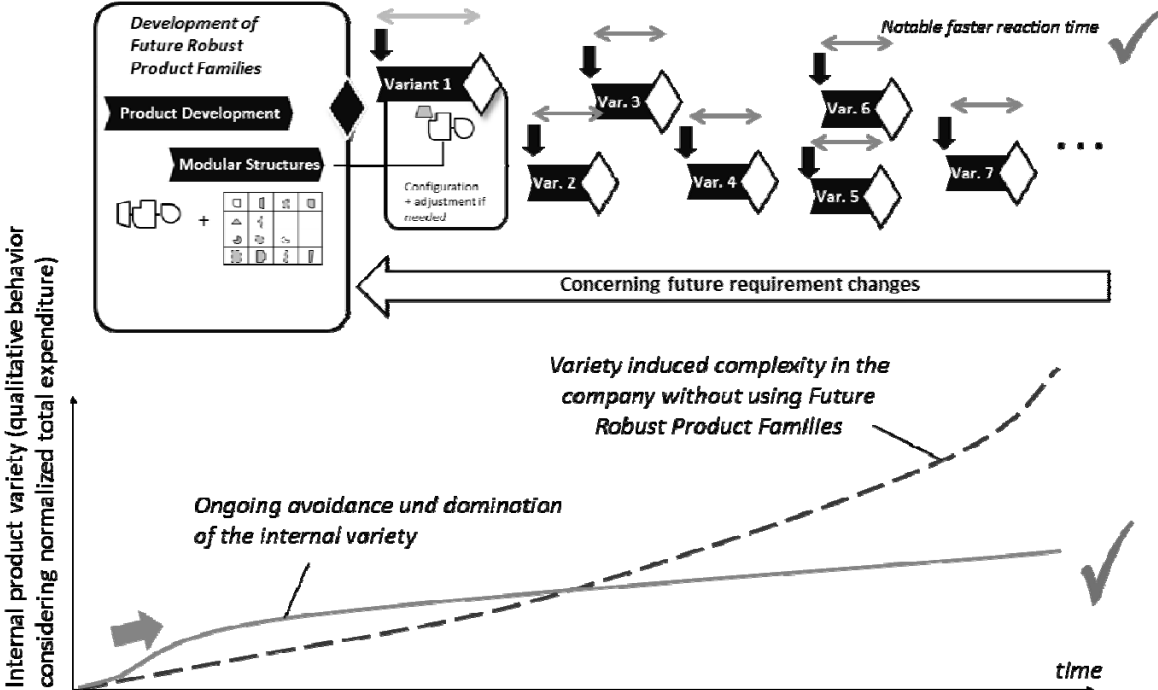 Development of
Future Robust
Product Families
Product Development
Modular Structures
+
Variant 1
Configuration
+ adjustment if
needed
Var. 2
Var. 3
Var. 4
Var. 5
Var. 6
Var. 7
...
Notable faster reaction time
Concerning future requirement changes
Internal product variety (qualitative behavior
considering normalized total expenditure)
Variety induced complexity in the
company without using Future
Robust Product Families
Ongoing avoidance und domination
of the internal variety
time